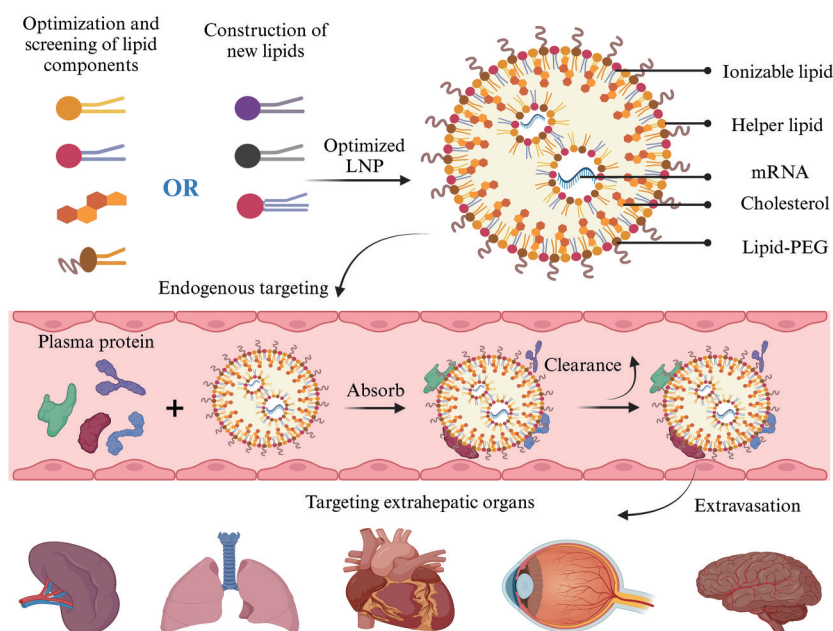 Optimization and
screening of lipid
components
Construction of
new lipids
OR
Optimized
LNP
Ionizable lipid
Helper lipid
mRNA
Cholesterol
Lipid-PEG
Endogenous targeting
Plasma protein
+
Absorb
Clearance
Targeting extrahepatic organs
Extravasation